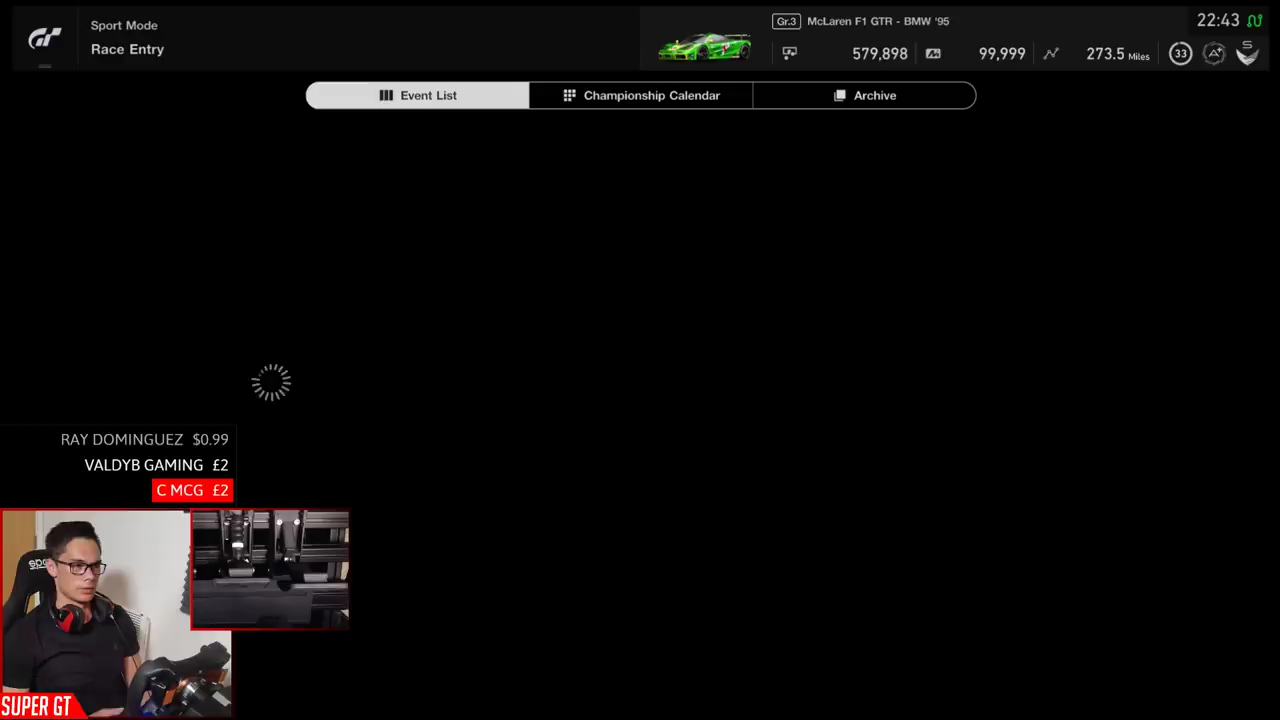 Sport Mode
Race Entry
Gr.3 McLaren F1 GTR - BMW '95
22:43
579,898
99,999
273.5 Miles
33
A+
S
Event List
Championship Calendar
Archive
RAY DOMINGUEZ $0.99
VALDYB GAMING £2
C MCG £2
SUPER GT